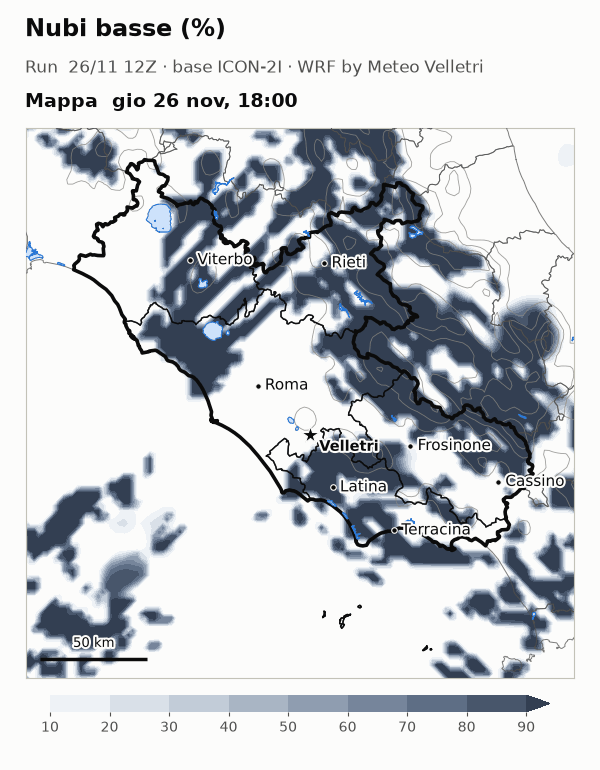 Nubi basse (%)
Run 26/11 12Z · base ICON-2I · WRF by Meteo Velletri
Mappa gio 26 nov, 18:00
Viterbo
Rieti
Roma
Velletri
Frosinone
Cassino
Latina
Terracina
50 km
10 20 30 40 50 60 70 80 90